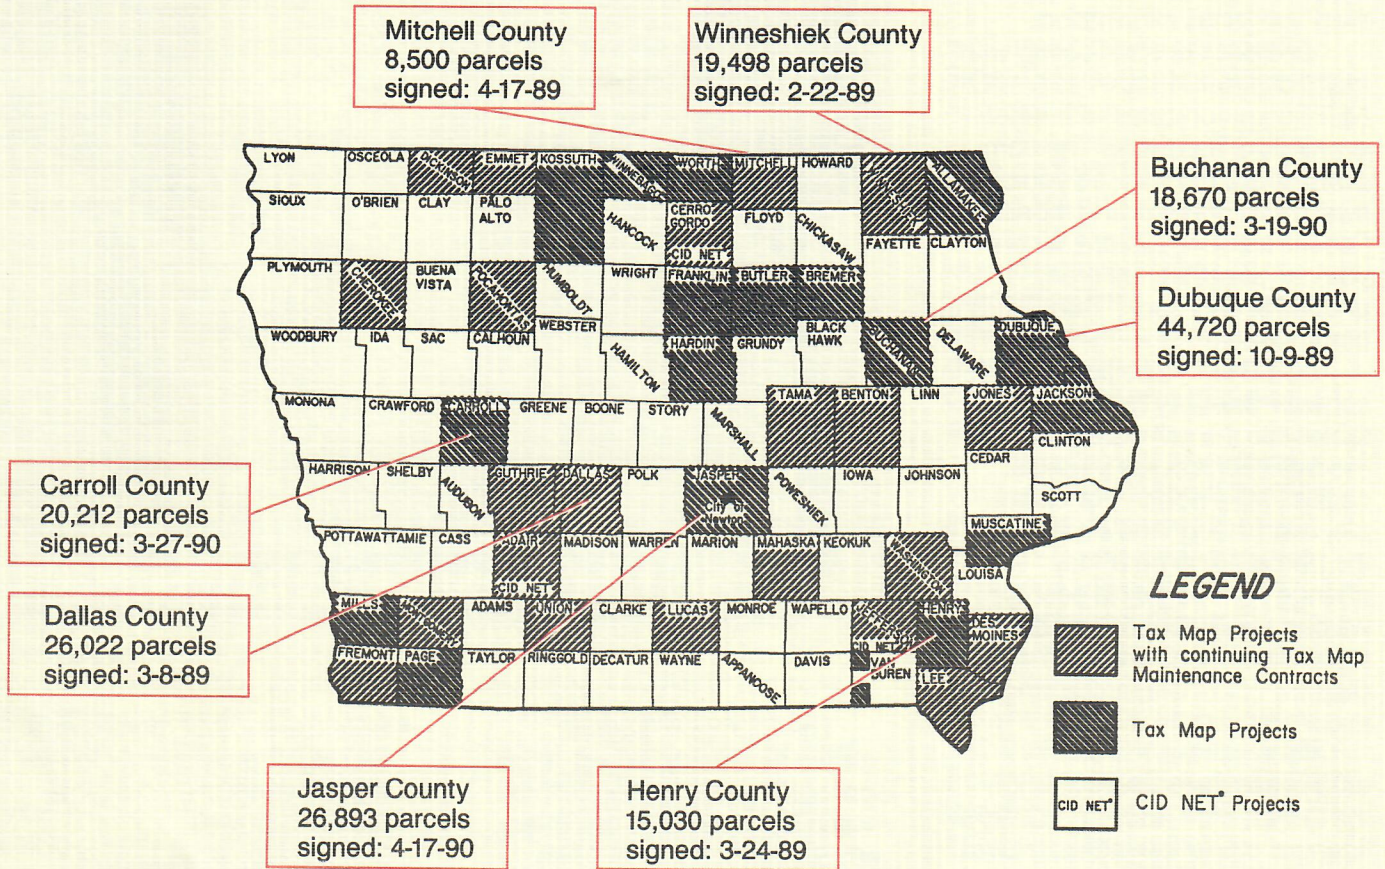 Mitchell County
8,500 parcels
signed: 4-17-89
Winneshiek County
19,498 parcels
signed: 2-22-89
Buchanan County
18,670 parcels
signed: 3-19-90
Dubuque County
44,720 parcels
signed: 10-9-89
Carroll County
20,212 parcels
signed: 3-27-90
Dallas County
26,022 parcels
signed: 3-8-89
Jasper County
26,893 parcels
signed: 4-17-90
Henry County
15,030 parcels
signed: 3-24-89
LYON
OSCEOLA
DICKINSON
EMMET
KOSSUTH
WINNEBAGO
WORTH
MITCHELL
HOWARD
WINNESHIEK
ALLAMAKEE
SIOUX
O'BRIEN
CLAY
PALO
ALTO
HANCOCK
CERRO
GORDO
CID NET
FLOYD
CHICKASAW
FAYETTE
CLAYTON
PLYMOUTH
CHEROKEE
BUENA
VISTA
POCAHONTAS
HUMBOLDT
WRIGHT
FRANKLIN
BUTLER
BREMER
WOODBURY
IDA
SAC
CALHOUN
WEBSTER
HAMILTON
HARDIN
GRUNDY
BLACK
HAWK
BUCHANAN
DELAWARE
DUBUQUE
MONONA
CRAWFORD
CARROLL
GREENE
BOONE
STORY
MARSHALL
TAMA
BENTON
LINN
JONES
JACKSON
CLINTON
CEDAR
HARRISON
SHELBY
AUDUBON
GUTHRIE
DALLAS
POLK
JASPER
City of
Newton
POWESHIEK
IOWA
JOHNSON
SCOTT
MUSCATINE
POTTAWATTAMIE
CASS
ADAIR
CID NET
MADISON
WARREN
MARION
MAHASKA
KEOKUK
WASHINGTON
LOUISA
MILLS
MONTGOMERY
ADAMS
UNION
CLARKE
LUCAS
MONROE
WAPELLO
JEFFERSON
CID NET
HENRY
DES
MOINES
FREMONT
PAGE
TAYLOR
RINGGOLD
DECATUR
WAYNE
APPANOOSE
DAVIS
VAN
BUREN
LEE
LEGEND
Tax Map Projects
with continuing Tax Map
Maintenance Contracts
Tax Map Projects
CID NET® CID NET® Projects